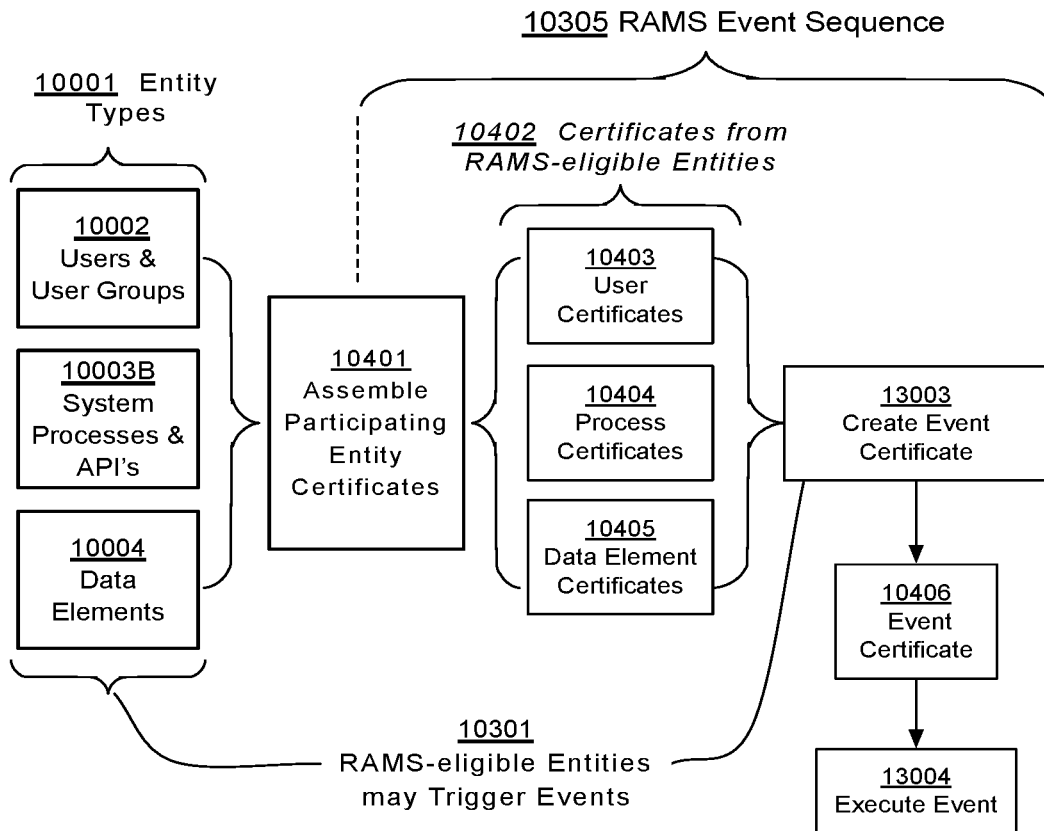 10305 RAMS Event Sequence
10001 Entity
Types
10402 Certificates from
RAMS-eligible Entities
10002
Users &
User Groups
10003B
System
Processes &
API's
10004
Data
Elements
10401
Assemble
Participating
Entity
Certificates
10403
User
Certificates
10404
Process
Certificates
10405
Data Element
Certificates
13003
Create Event
Certificate
10406
Event
Certificate
13004
Execute Event
10301
RAMS-eligible Entities
may Trigger Events